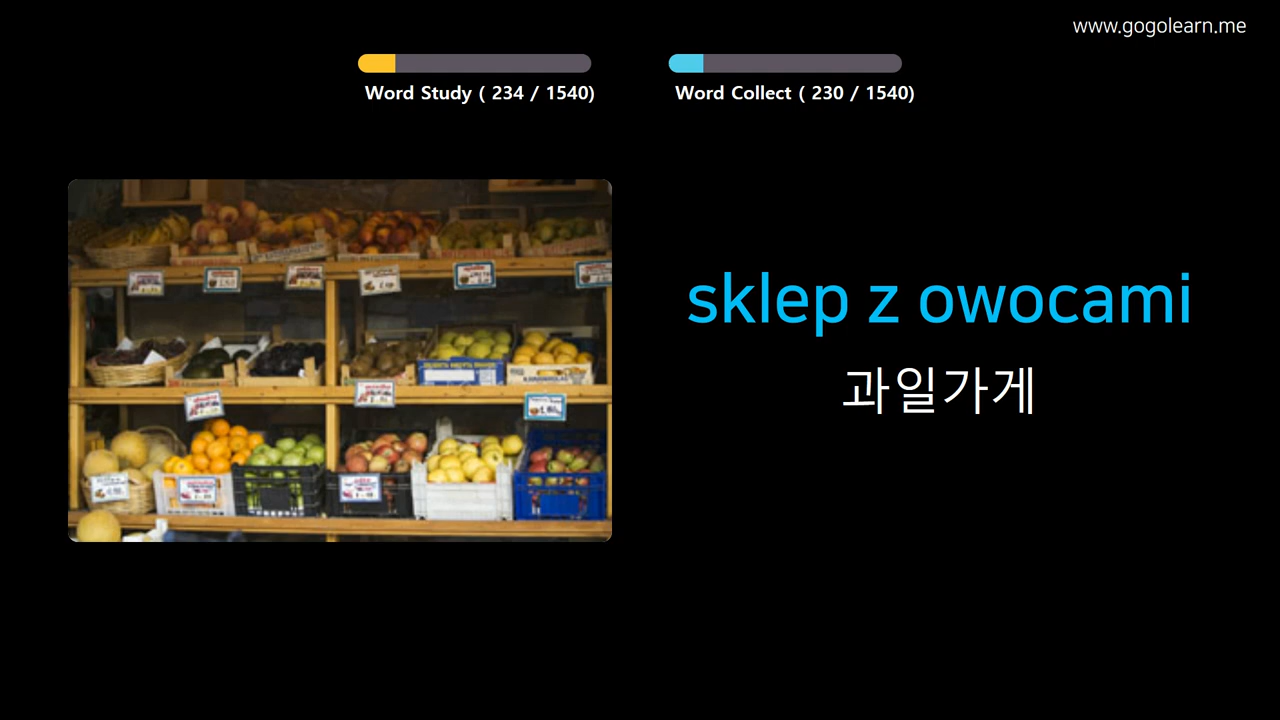 www.gogolearn.me
Word Study ( 234 / 1540)
Word Collect ( 230 / 1540)
sklep z owocami
과일가게